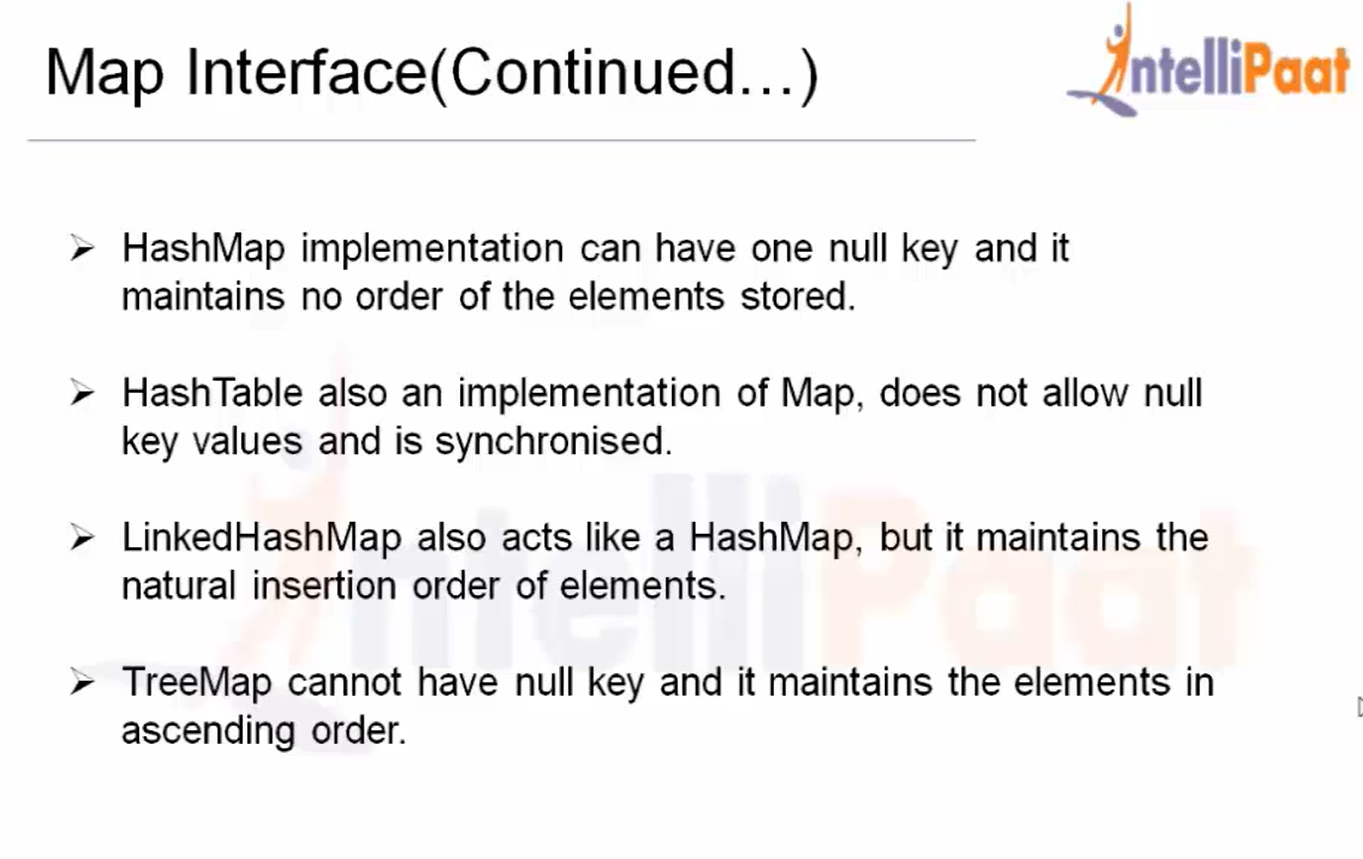 Map Interface(Continued...)
IntelliPaat
➢ HashMap implementation can have one null key and it
maintains no order of the elements stored.
➢ HashTable also an implementation of Map, does not allow null
key values and is synchronised.
➢ LinkedHashMap also acts like a HashMap, but it maintains the
natural insertion order of elements.
➢ TreeMap cannot have null key and it maintains the elements in
ascending order.
IntelliPaat